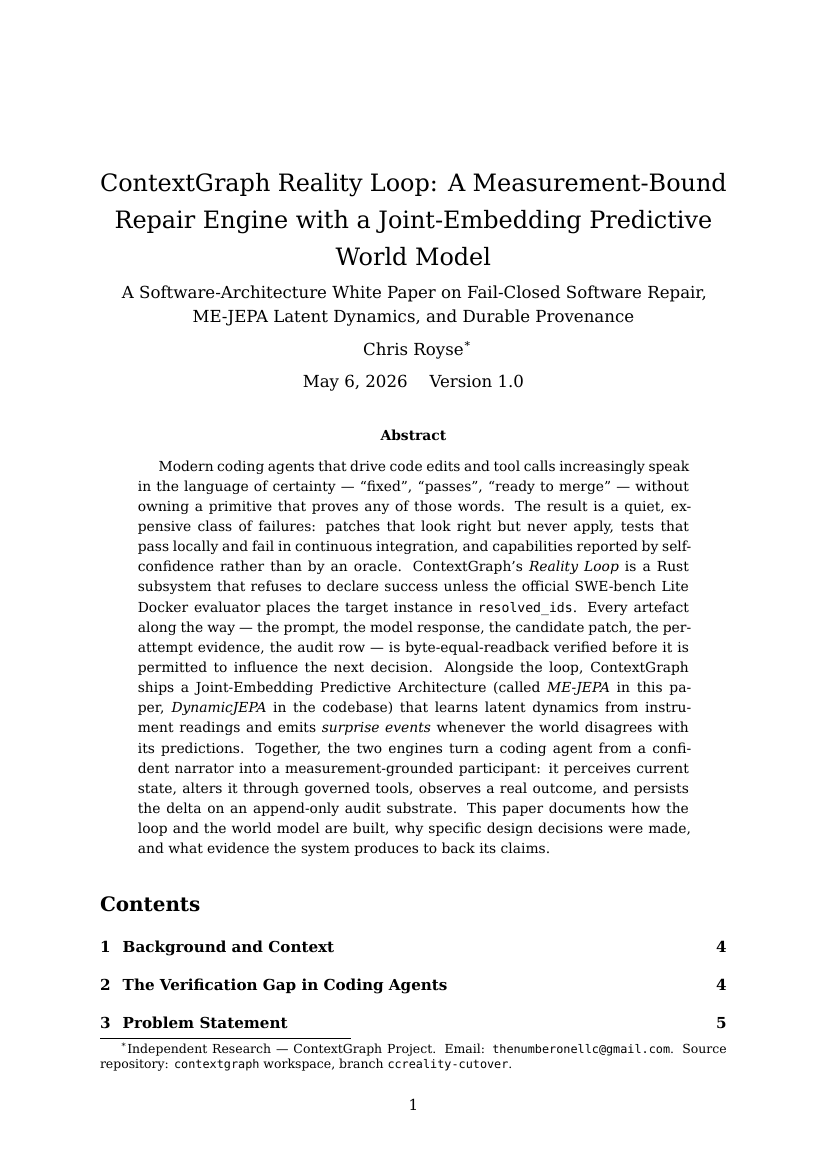 ContextGraph Reality Loop: A Measurement-Bound
Repair Engine with a Joint-Embedding Predictive
World Model
A Software-Architecture White Paper on Fail-Closed Software Repair,
ME-JEPA Latent Dynamics, and Durable Provenance
Chris Royse*
May 6, 2026 Version 1.0
Abstract
Modern coding agents that drive code edits and tool calls increasingly speak
in the language of certainty — “fixed”, “passes”, “ready to merge” — without
owning a primitive that proves any of those words. The result is a quiet, ex-
pensive class of failures: patches that look right but never apply, tests that
pass locally and fail in continuous integration, and capabilities reported by self-
confidence rather than by an oracle. ContextGraph’s Reality Loop is a Rust
subsystem that refuses to declare success unless the official SWE-bench Lite
Docker evaluator places the target instance in resolved_ids. Every artefact
along the way — the prompt, the model response, the candidate patch, the per-
attempt evidence, the audit row — is byte-equal-readback verified before it is
permitted to influence the next decision. Alongside the loop, ContextGraph
ships a Joint-Embedding Predictive Architecture (called ME-JEPA in this pa-
per, DynamicJEPA in the codebase) that learns latent dynamics from instru-
ment readings and emits surprise events whenever the world disagrees with
its predictions. Together, the two engines turn a coding agent from a confi-
dent narrator into a measurement-grounded participant: it perceives current
state, alters it through governed tools, observes a real outcome, and persists
the delta on an append-only audit substrate. This paper documents how the
loop and the world model are built, why specific design decisions were made,
and what evidence the system produces to back its claims.
Contents
1 Background and Context 4
2 The Verification Gap in Coding Agents 4
3 Problem Statement 5
*Independent Research — ContextGraph Project. Email: thenumberonellc@gmail.com. Source
repository: contextgraph workspace, branch ccreality-cutover.
1